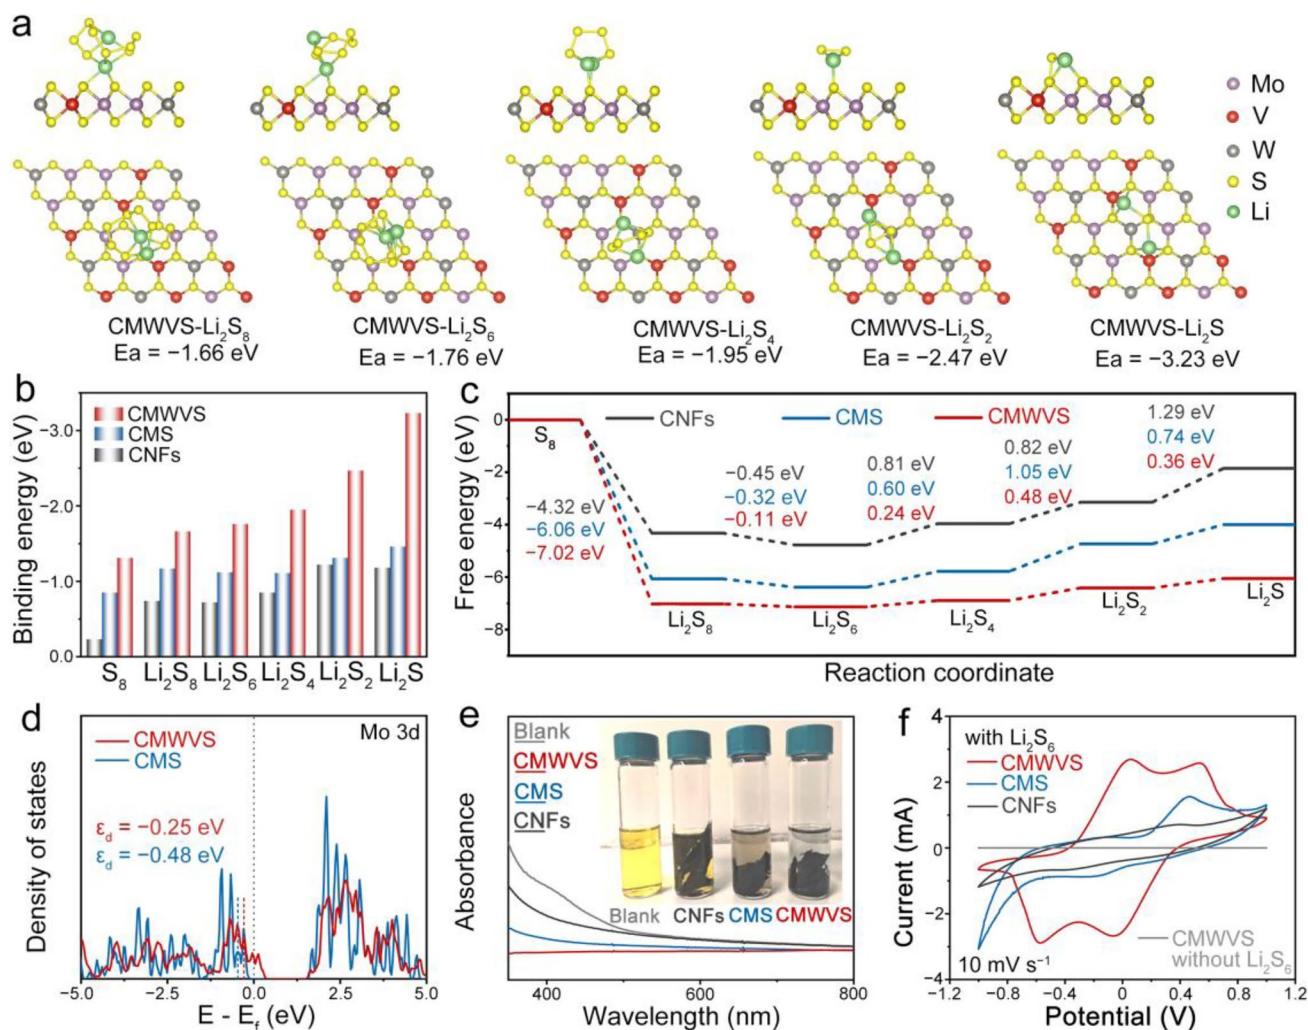 a
Mo
V
W
S
Li
CMWVS-Li₂S₈
Ea = −1.66 eV
CMWVS-Li₂S₆
Ea = −1.76 eV
CMWVS-Li₂S₄
Ea = −1.95 eV
CMWVS-Li₂S₂
Ea = −2.47 eV
CMWVS-Li₂S
Ea = −3.23 eV
b
Binding energy (eV)
-3.0
-2.0
-1.0
0.0
CMWVS
CMS
CNFs
S₈
Li₂S₈
Li₂S₆
Li₂S₄
Li₂S₂
Li₂S
c
Free energy (eV)
0
−2
−4
−6
−8
CNFs
CMS
CMWVS
S₈
−4.32 eV
−6.06 eV
−7.02 eV
−0.45 eV
−0.32 eV
−0.11 eV
0.81 eV
0.60 eV
0.24 eV
0.82 eV
1.05 eV
0.48 eV
1.29 eV
0.74 eV
0.36 eV
Li₂S₈
Li₂S₆
Li₂S₄
Li₂S₂
Li₂S
Reaction coordinate
d
Density of states
Mo 3d
CMWVS
CMS
ε_d = −0.25 eV
ε_d = −0.48 eV
−5.0
−2.5
0.0
2.5
5.0
E - E_f (eV)
e
Absorbance
Blank
CMWVS
CMS
CNFs
Blank
CNFs
CMS
CMWVS
400
600
800
Wavelength (nm)
f
Current (mA)
4
2
0
−2
−4
with Li₂S₆
CMWVS
CMS
CNFs
CMWVS
without Li₂S₆
10 mV s⁻¹
−1.2
−0.8
−0.4
0
0.4
0.8
1.2
Potential (V)